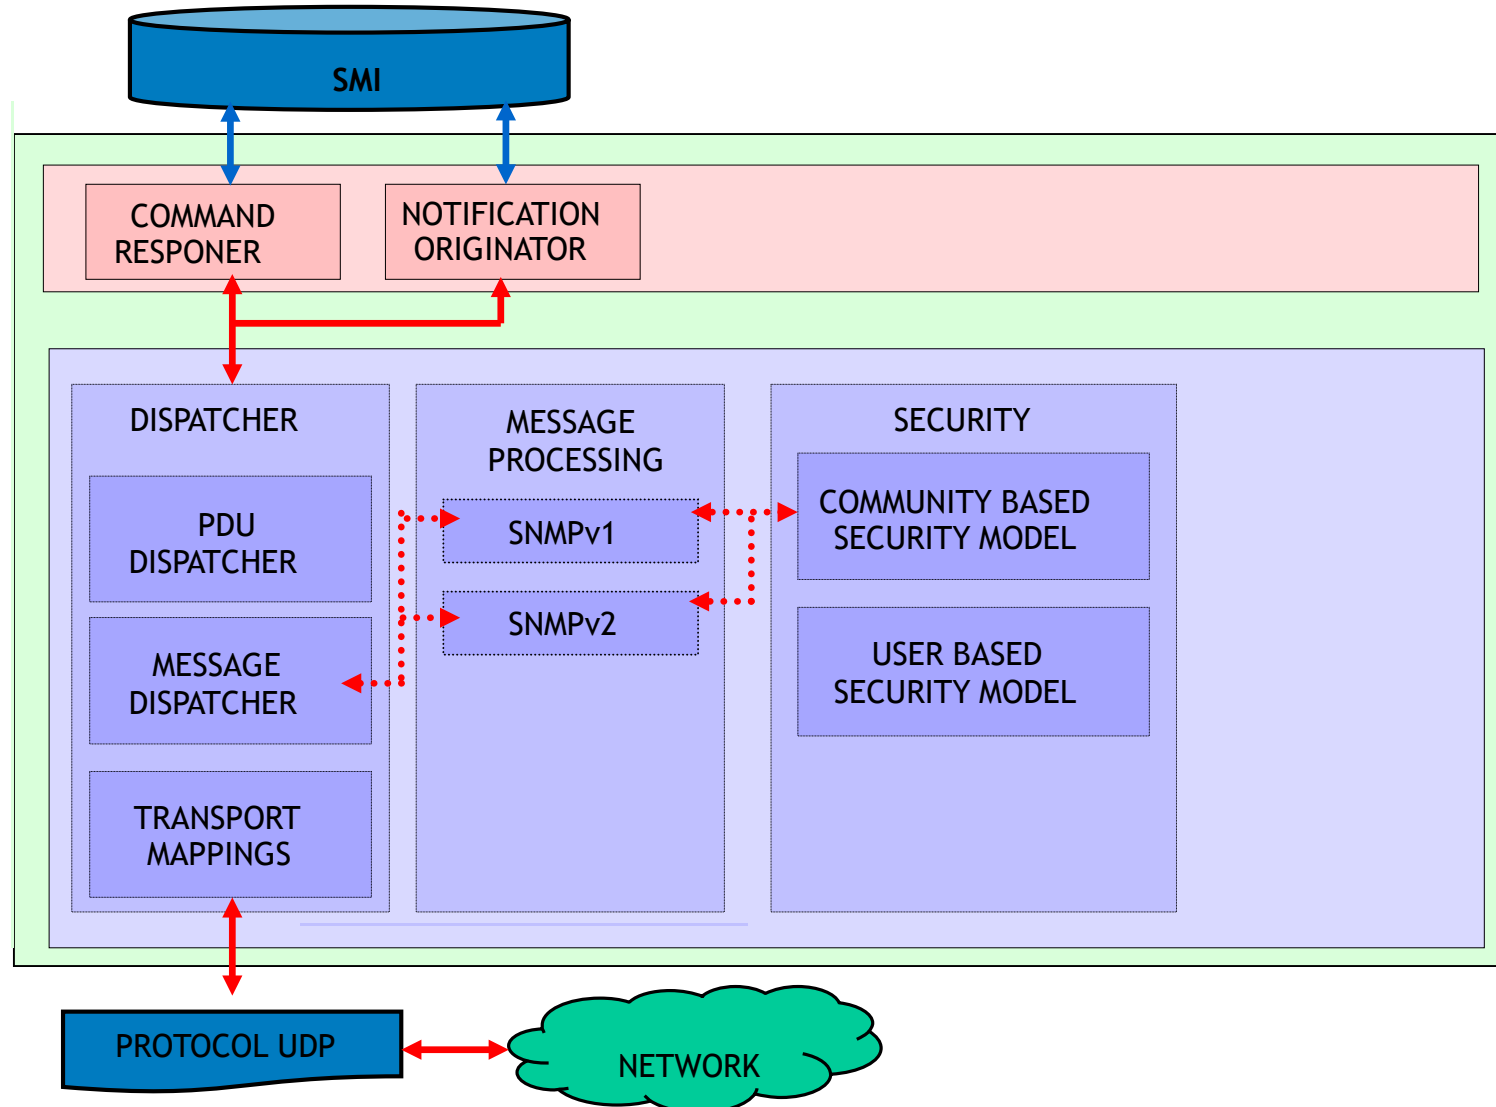 SMI
COMMAND
RESPONER
NOTIFICATION
ORIGINATOR
DISPATCHER
PDU
DISPATCHER
MESSAGE
DISPATCHER
TRANSPORT
MAPPINGS
MESSAGE
PROCESSING
SNMPv1
SNMPv2
SECURITY
COMMUNITY BASED
SECURITY MODEL
USER BASED
SECURITY MODEL
PROTOCOL UDP
NETWORK